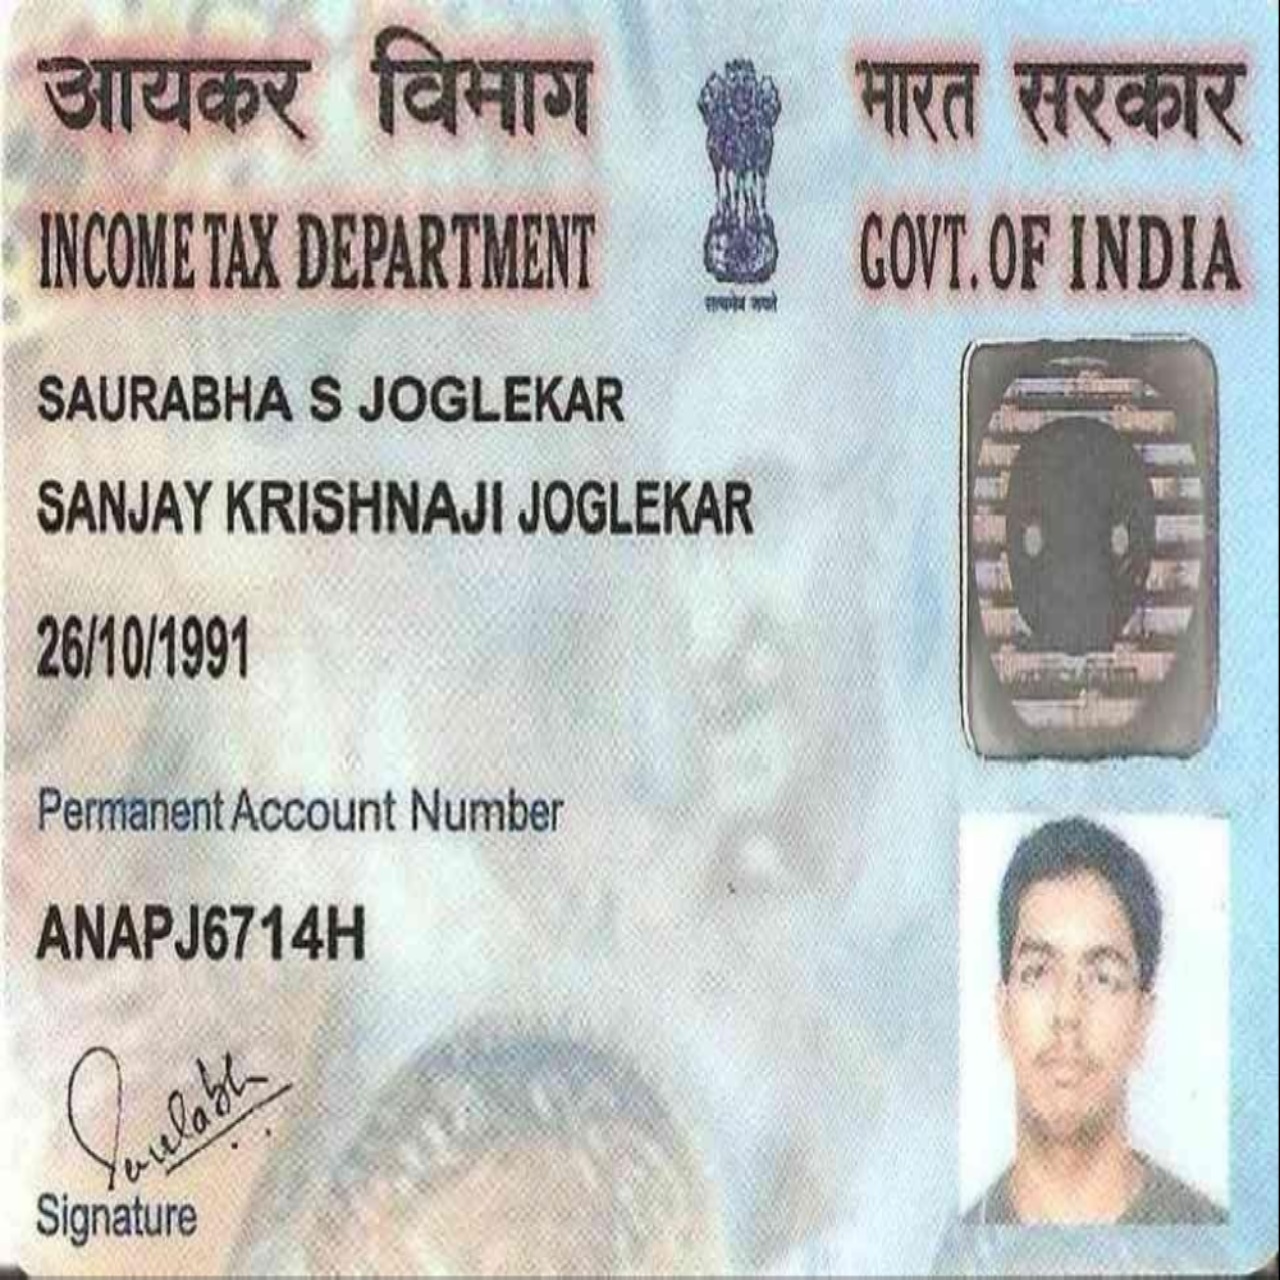 आयकर विभाग
भारत सरकार
INCOME TAX DEPARTMENT
GOVT. OF INDIA
सत्यमेव जयते
SAURABHA S JOGLEKAR
SANJAY KRISHNAJI JOGLEKAR
26/10/1991
Permanent Account Number
ANAPJ6714H
Saurabh
Signature